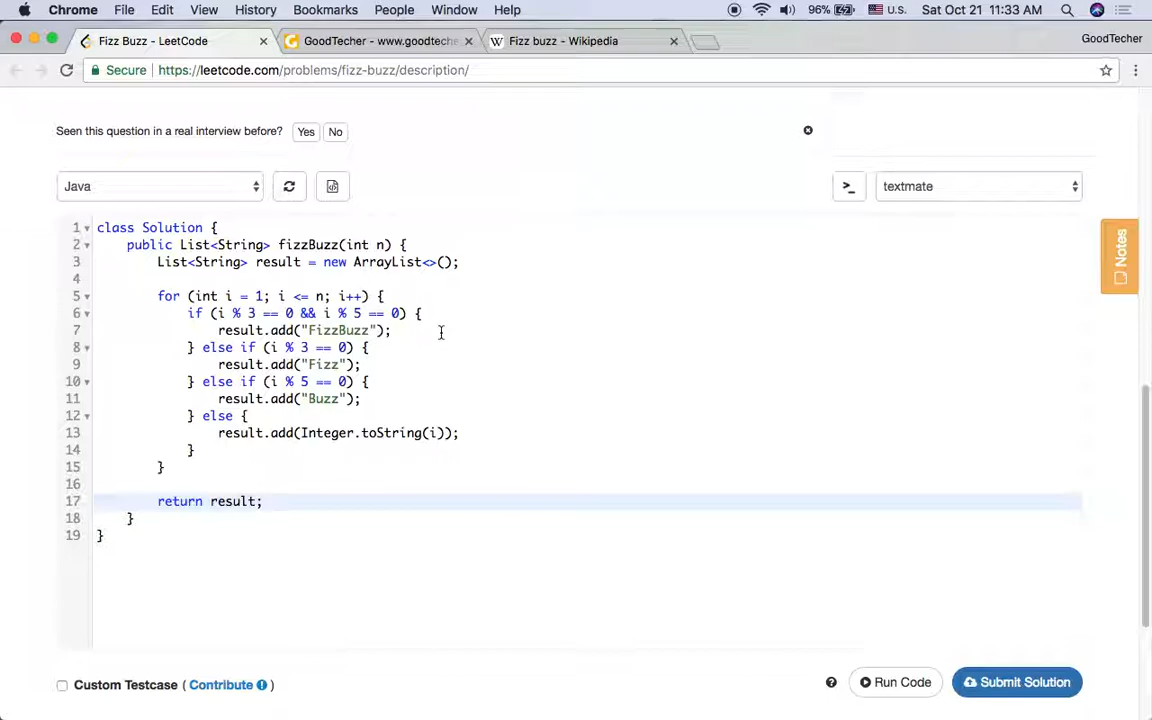 Chrome File Edit View History Bookmarks People Window Help 96% U.S. Sat Oct 21 11:33 AM
Fizz Buzz - LeetCode GoodTecher - www.goodteche Fizz buzz - Wikipedia GoodTecher
Secure https://leetcode.com/problems/fizz-buzz/description/
Seen this question in a real interview before? Yes No
Java >_ textmate
1 class Solution {
2 public List<String> fizzBuzz(int n) {
3 List<String> result = new ArrayList<>();
4
5 for (int i = 1; i <= n; i++) {
6 if (i % 3 == 0 && i % 5 == 0) {
7 result.add("FizzBuzz");
8 } else if (i % 3 == 0) {
9 result.add("Fizz");
10 } else if (i % 5 == 0) {
11 result.add("Buzz");
12 } else {
13 result.add(Integer.toString(i));
14 }
15 }
16
17 return result;
18 }
19 }
Notes
Custom Testcase ( Contribute ) ? Run Code Submit Solution